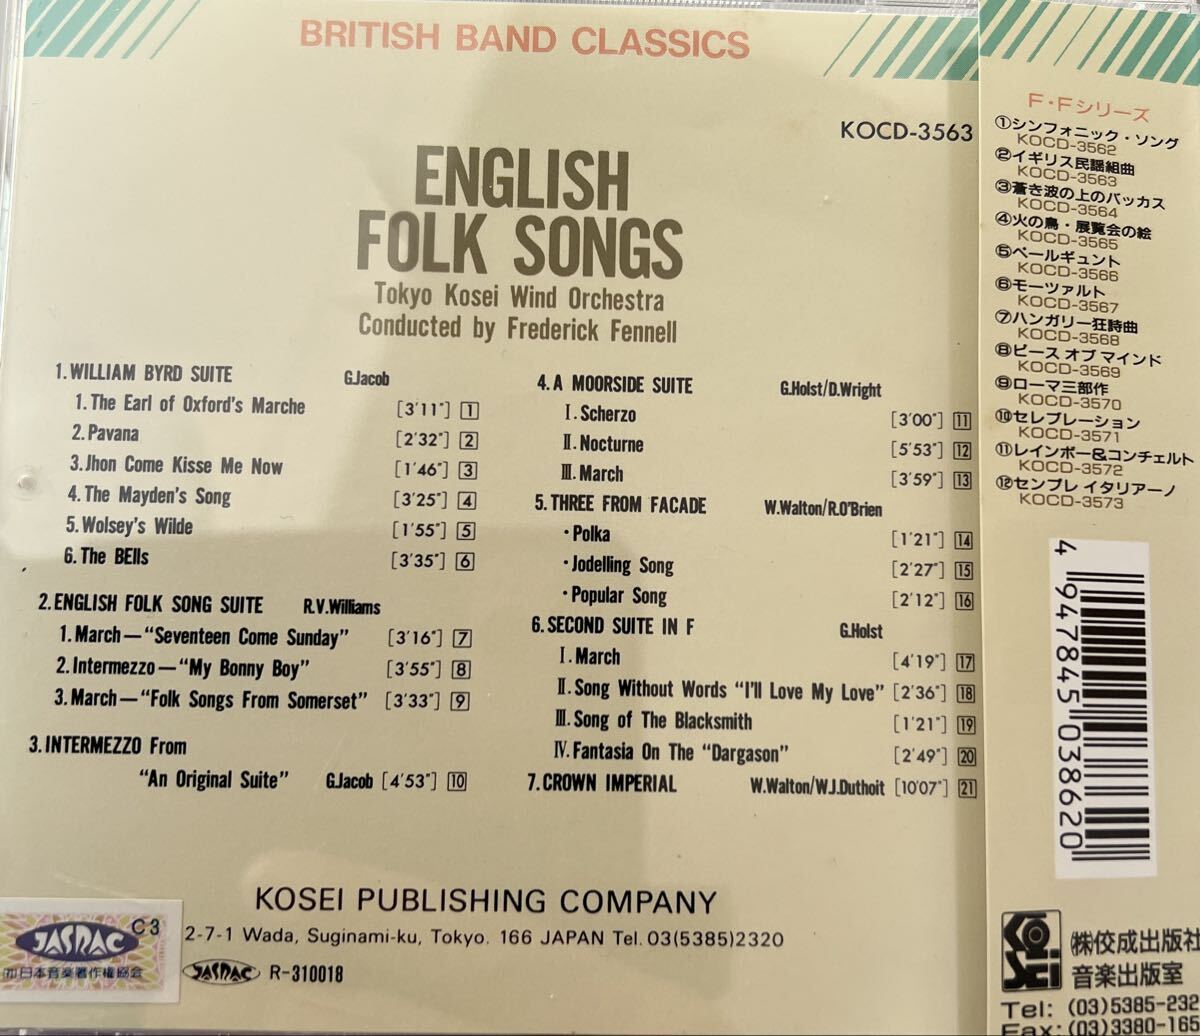 BRITISH BAND CLASSICS
KOCD-3563
ENGLISH
FOLK SONGS
Tokyo Kosei Wind Orchestra
Conducted by Frederick Fennell
1.WILLIAM BYRD SUITE G.Jacob
1.The Earl of Oxford's Marche [3'11"] 1
2.Pavana [2'32"] 2
3.Jhon Come Kisse Me Now [1'46"] 3
4.The Mayden's Song [3'25"] 4
5.Wolsey's Wilde [1'55"] 5
6.The BElls [3'35"] 6
2.ENGLISH FOLK SONG SUITE R.V.Williams
1.March—"Seventeen Come Sunday" [3'16"] 7
2.Intermezzo—"My Bonny Boy" [3'55"] 8
3.March—"Folk Songs From Somerset" [3'33"] 9
3.INTERMEZZO From
"An Original Suite" G.Jacob [4'53"] 10
4.A MOORSIDE SUITE G.Holst/D.Wright
Ⅰ.Scherzo [3'00"] 11
Ⅱ.Nocturne [5'53"] 12
Ⅲ.March [3'59"] 13
5.THREE FROM FACADE W.Walton/R.O'Brien
・Polka [1'21"] 14
・Jodelling Song [2'27"] 15
・Popular Song [2'12"] 16
6.SECOND SUITE IN F G.Holst
Ⅰ.March [4'19"] 17
Ⅱ.Song Without Words "I'll Love My Love" [2'36"] 18
Ⅲ.Song of The Blacksmith [1'21"] 19
Ⅳ.Fantasia On The "Dargason" [2'49"] 20
7.CROWN IMPERIAL W.Walton/W.J.Duthoit [10'07"] 21
KOSEI PUBLISHING COMPANY
2-7-1 Wada, Suginami-ku, Tokyo. 166 JAPAN Tel. 03(5385)2320
JASRAC R-310018
C3
JASRAC
(社)日本音楽著作権協会
F・Fシリーズ
①シンフォニック・ソング
KOCD-3562
②イギリス民謡組曲
KOCD-3563
③蒼き波の上のバッカス
KOCD-3564
④火の鳥・展覧会の絵
KOCD-3565
⑤ペールギュント
KOCD-3566
⑥モーツァルト
KOCD-3567
⑦ハンガリー狂詩曲
KOCD-3568
⑧ピース オブ マインド
KOCD-3569
⑨ローマ三部作
KOCD-3570
⑩セレブレーション
KOCD-3571
⑪レインボー&コンチェルト
KOCD-3572
⑫センプレ イタリアーノ
KOCD-3573
4 947845 038620
KOSEI
㈱佼成出版社
音楽出版室
Tel: (03)5385-232
Fax: (03)3380-165